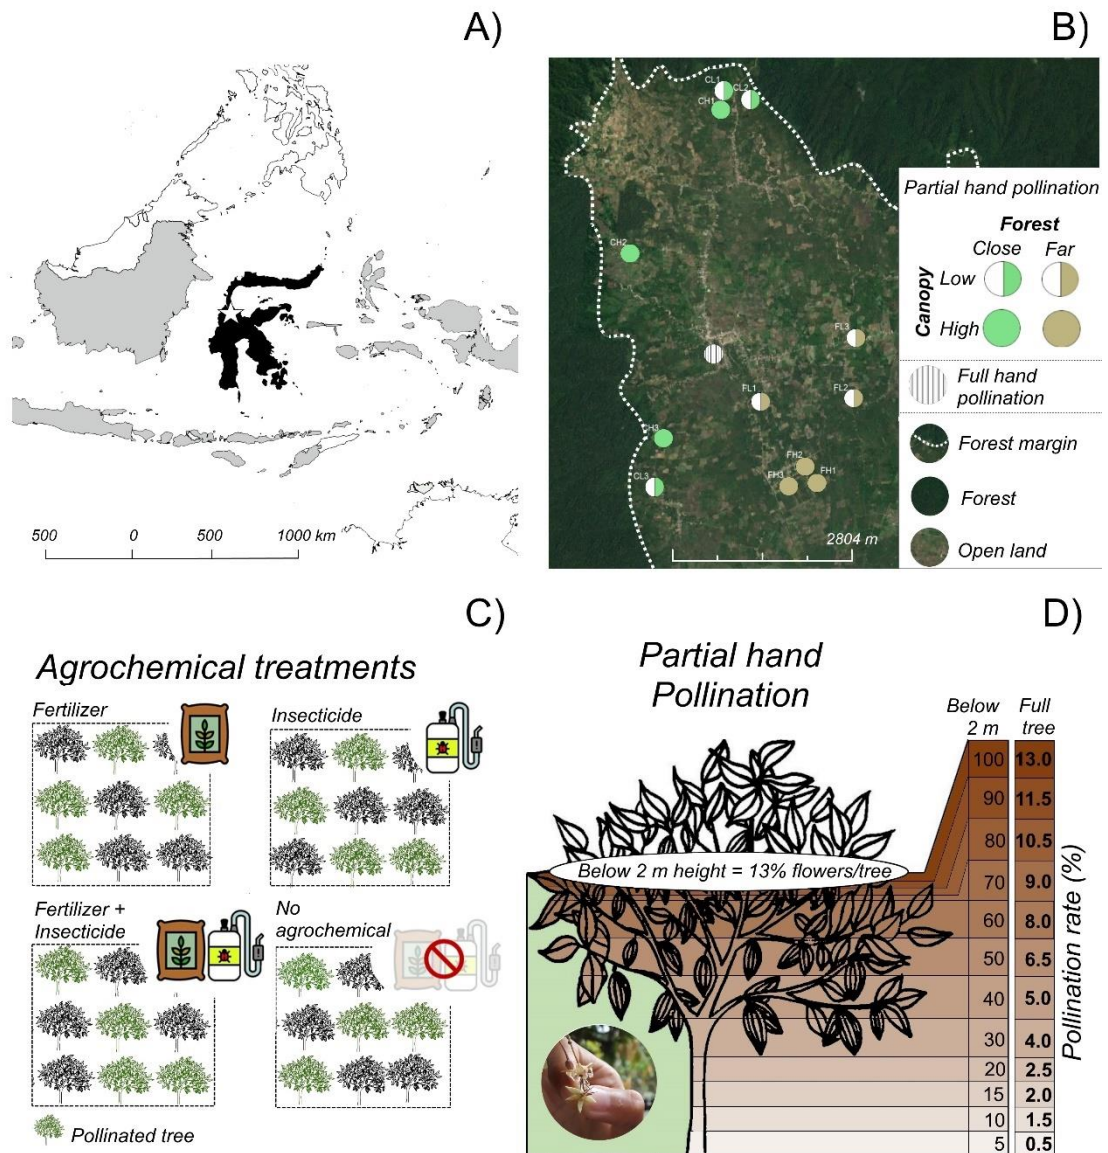 A)
500 0 500 1000 km
B)
CL1
CL2
CH1
CH2
FL3
FL1
FL2
CH3
CL3
FH2
FH3
FH1
2804 m
Partial hand pollination
Forest
Close Far
Canopy
Low
High
Full hand
pollination
Forest margin
Forest
Open land
C)
Agrochemical treatments
Fertilizer
Insecticide
Fertilizer +
Insecticide
No
agrochemical
Pollinated tree
D)
Partial hand
Pollination
Below
2 m
Full
tree
Below 2 m height = 13% flowers/tree
100 13.0
90 11.5
80 10.5
70 9.0
60 8.0
50 6.5
40 5.0
30 4.0
20 2.5
15 2.0
10 1.5
5 0.5
Pollination rate (%)